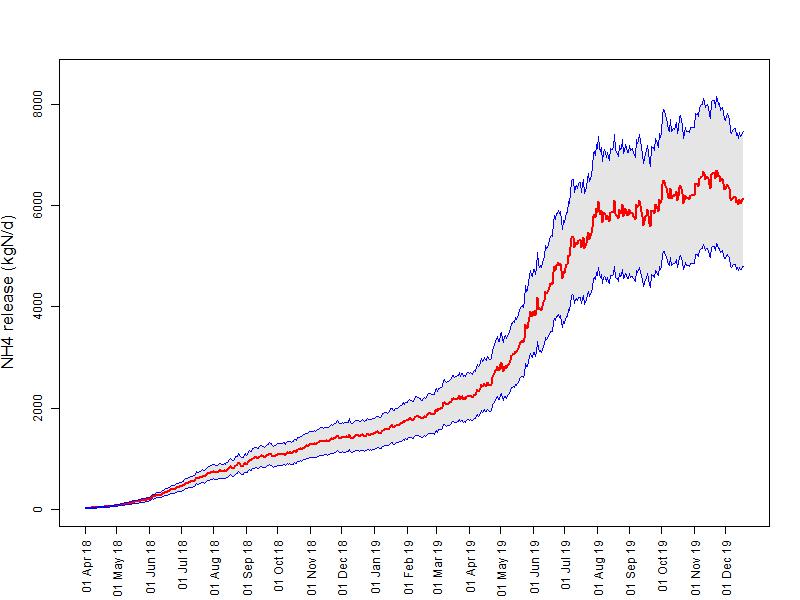 NH4 release (kgN/d)
8000
6000
4000
2000
0
01 Apr 18
01 May 18
01 Jun 18
01 Jul 18
01 Aug 18
01 Sep 18
01 Oct 18
01 Nov 18
01 Dec 18
01 Jan 19
01 Feb 19
01 Mar 19
01 Apr 19
01 May 19
01 Jun 19
01 Jul 19
01 Aug 19
01 Sep 19
01 Oct 19
01 Nov 19
01 Dec 19